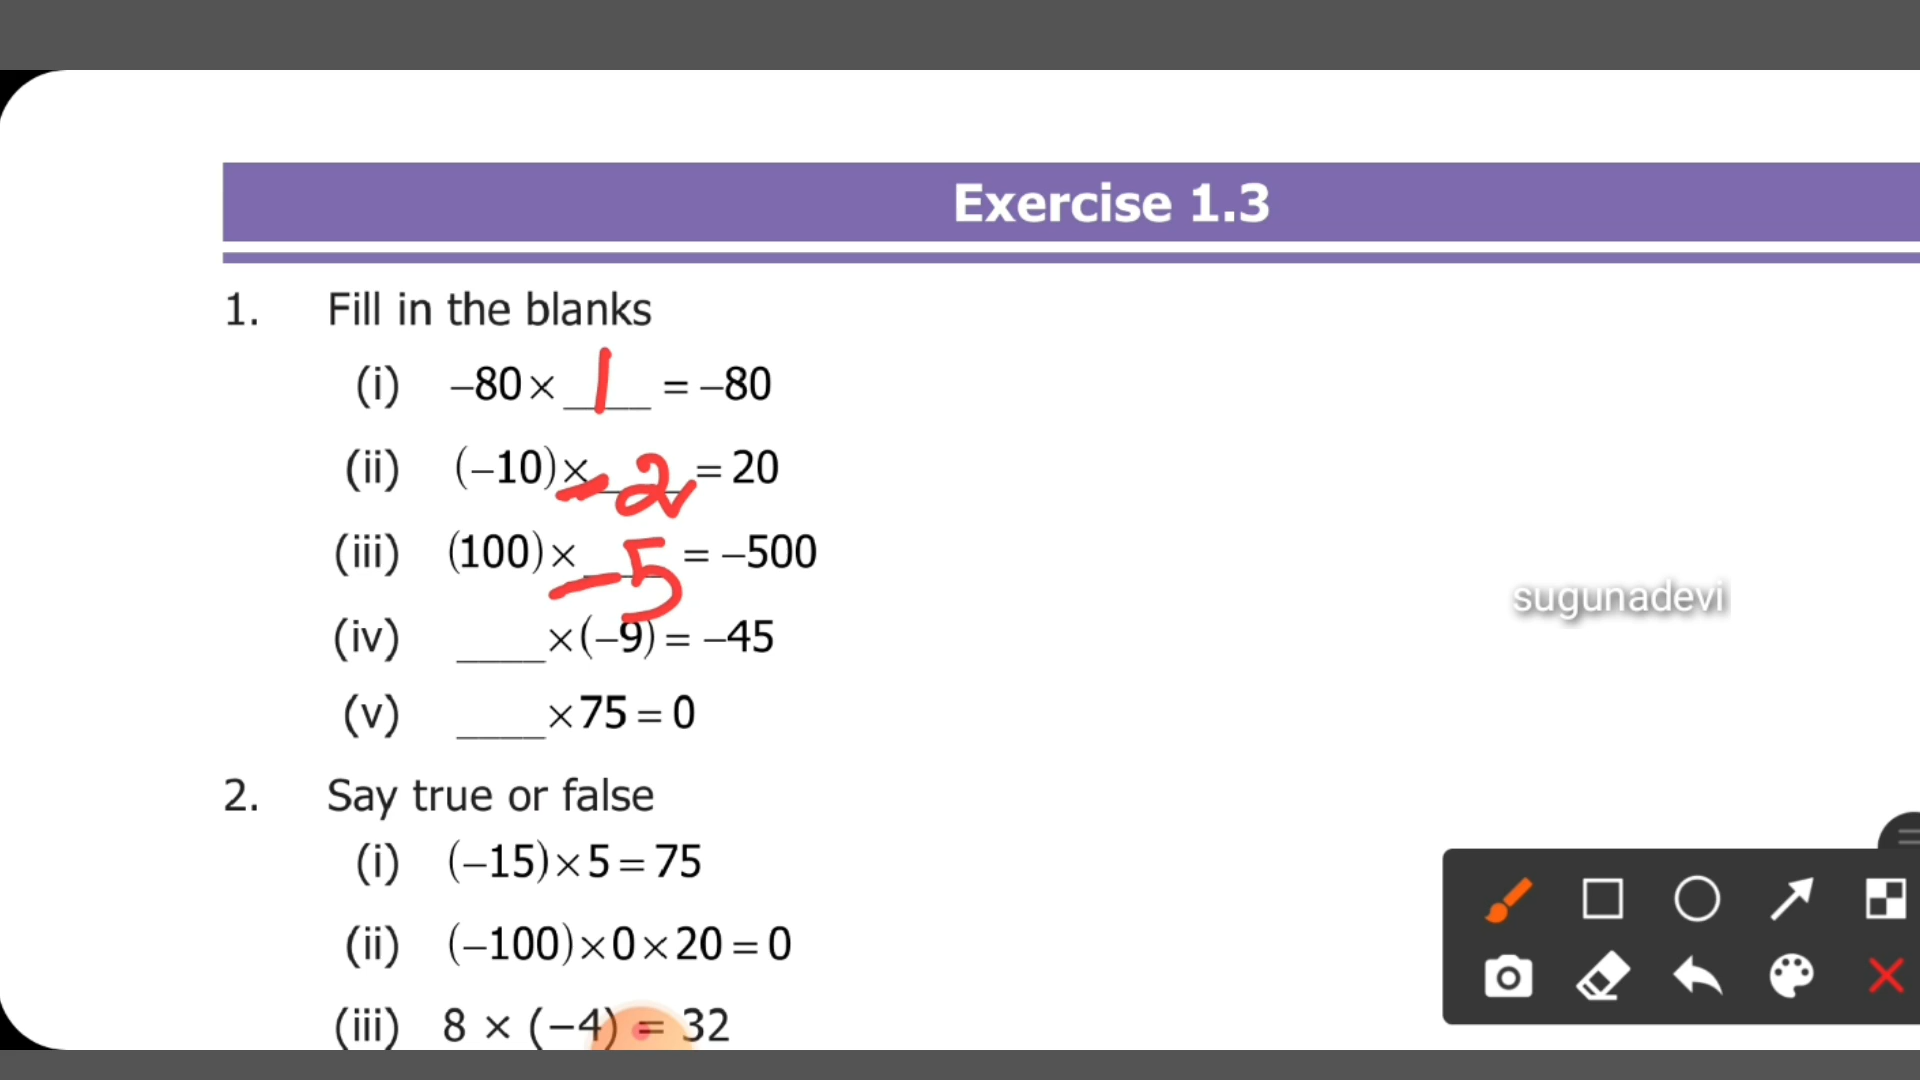 Exercise 1.3
1. Fill in the blanks
(i) –80× 1 = –80
(ii) (–10)× -2 = 20
(iii) (100)× -5 = –500
(iv) ____×(–9) = –45
(v) ____×75 = 0
sugunadevi
2. Say true or false
(i) (–15)×5 = 75
(ii) (–100)×0×20 = 0
(iii) 8 × (–4) = 32